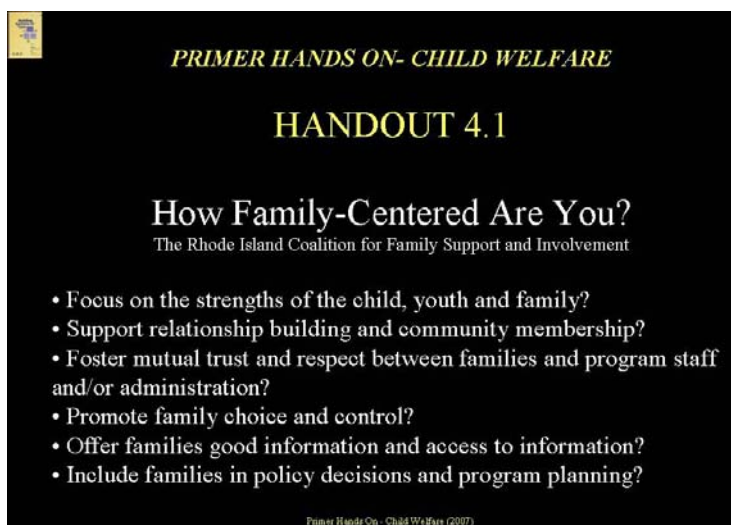 PRIMER HANDS ON- CHILD WELFARE
HANDOUT 4.1
How Family-Centered Are You?
The Rhode Island Coalition for Family Support and Involvement
• Focus on the strengths of the child, youth and family?
• Support relationship building and community membership?
• Foster mutual trust and respect between families and program staff
and/or administration?
• Promote family choice and control?
• Offer families good information and access to information?
• Include families in policy decisions and program planning?
Primer Hands On - Child Welfare (2007)